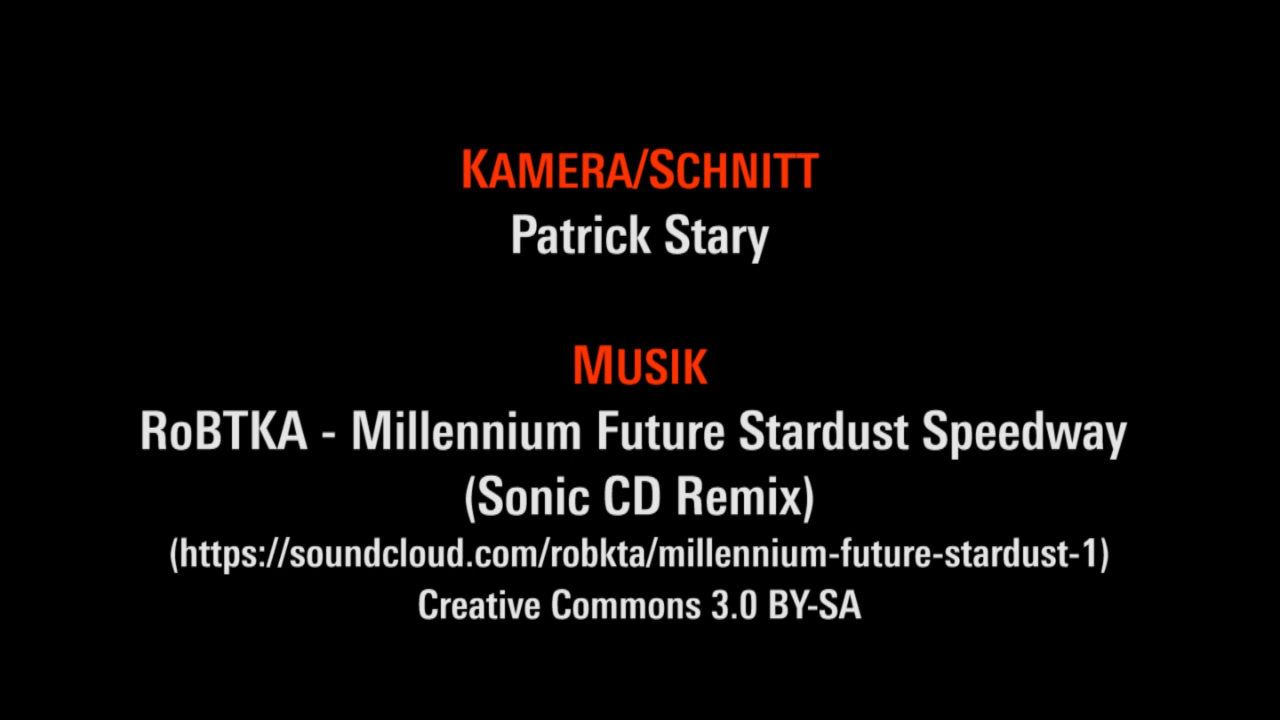 KAMERA/SCHNITT
Patrick Stary
MUSIK
RoBTKA - Millennium Future Stardust Speedway
(Sonic CD Remix)
(https://soundcloud.com/robkta/millennium-future-stardust-1)
Creative Commons 3.0 BY-SA